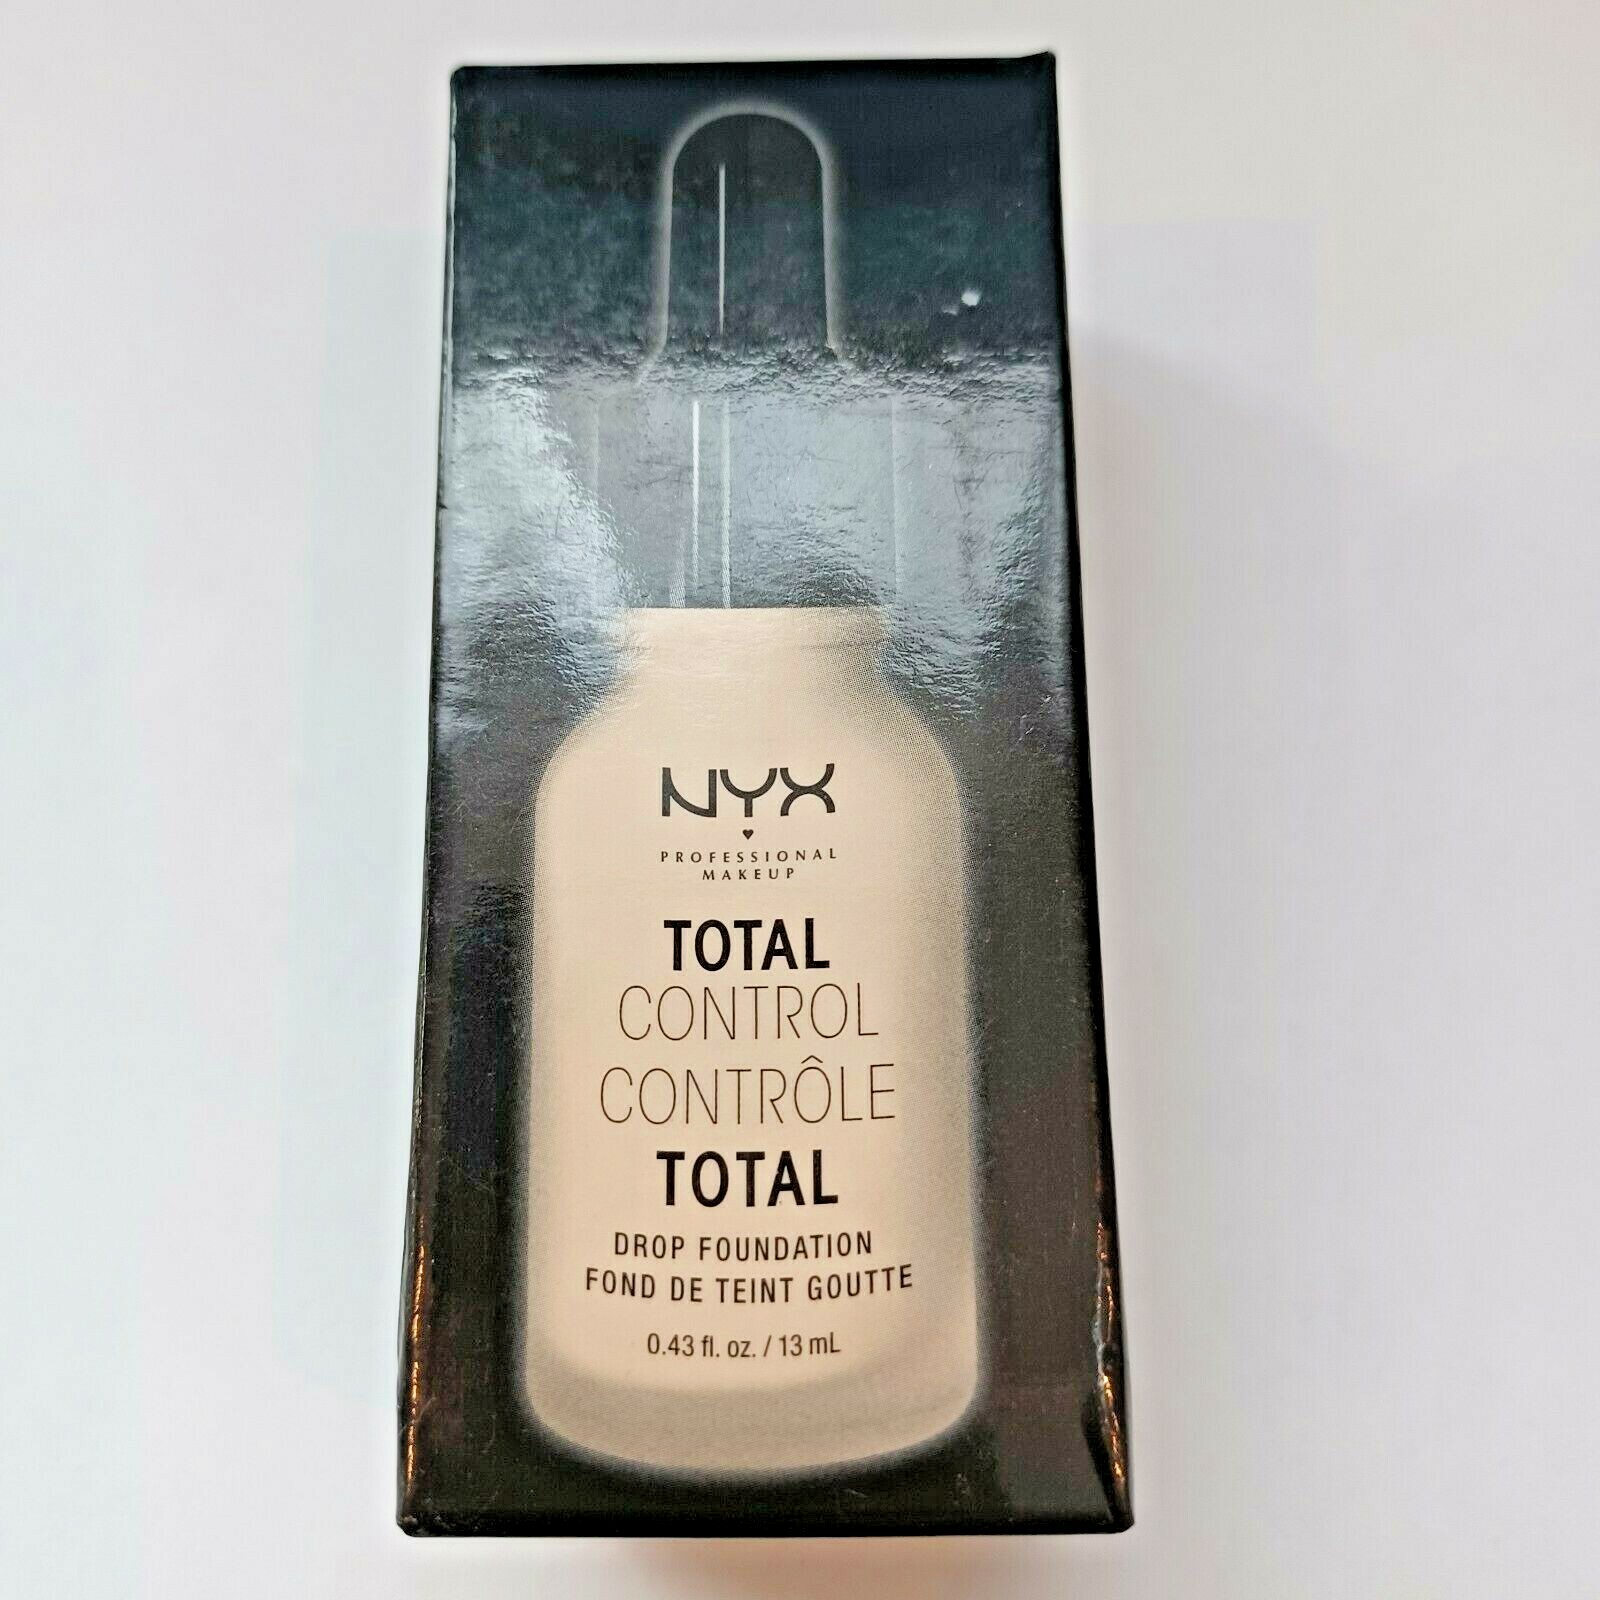 NYX
PROFESSIONAL
MAKEUP
TOTAL
CONTROL
CONTRÔLE
TOTAL
DROP FOUNDATION
FOND DE TEINT GOUTTE
0.43 fl. oz. / 13 mL